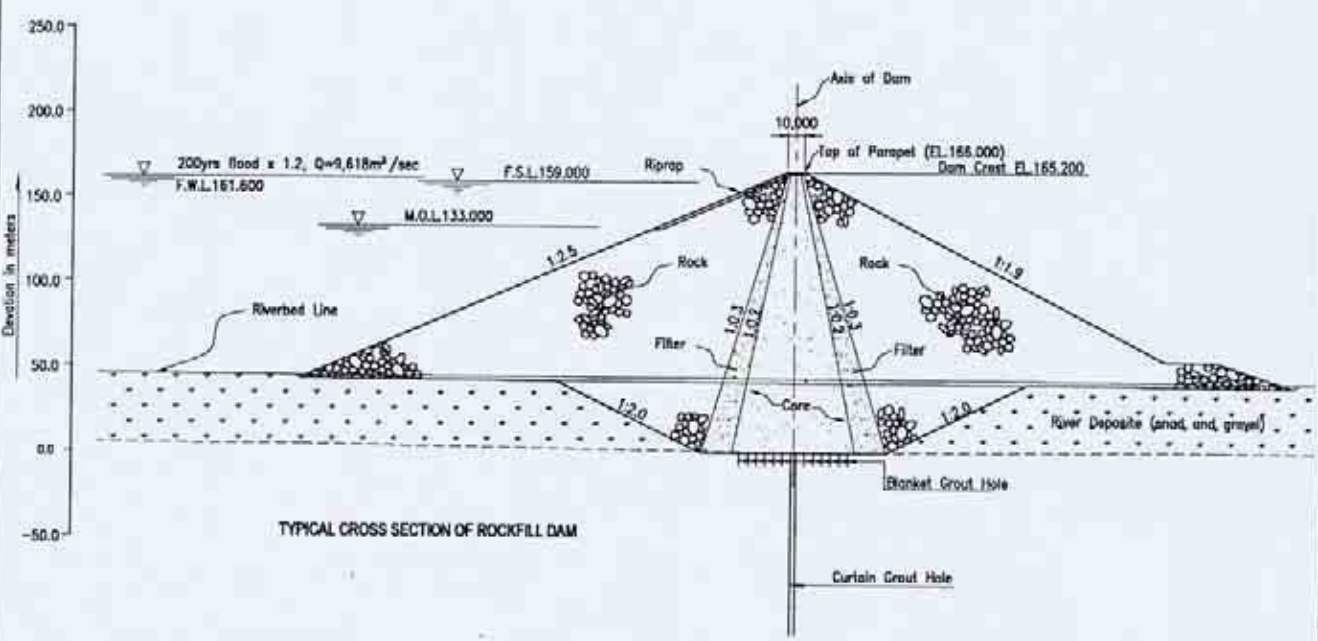 250.0
200.0
150.0
100.0
50.0
0.0
-50.0
Elevation in meters
Axis of Dam
10,000
Top of Parapet (EL.166.000)
Dam Crest EL.165.200
200yrs flood x 1.2, Q=9,618m³/sec
F.W.L.161.600
F.S.L.159.000
M.O.L.133.000
Riprap
1:2.5
Rock
Rock
1:1.9
Riverbed Line
1:0.3
1:0.2
1:0.3
1:0.2
Filter
Filter
1:2.0
Core
1:2.0
River Deposite (snad, and, gravel)
Blanket Grout Hole
TYPICAL CROSS SECTION OF ROCKFILL DAM
Curtain Grout Hole